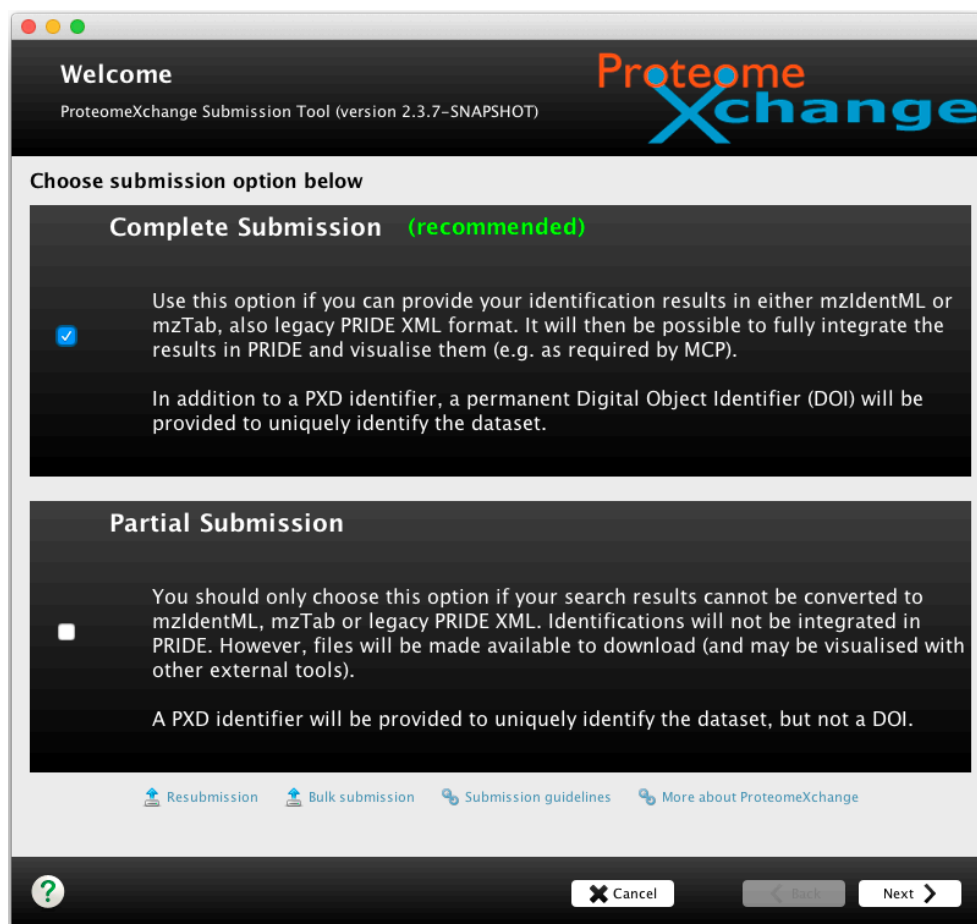 Welcome
ProteomeXchange Submission Tool (version 2.3.7-SNAPSHOT)
Proteome
Xchange
Choose submission option below
Complete Submission (recommended)
Use this option if you can provide your identification results in either mzIdentML or
mzTab, also legacy PRIDE XML format. It will then be possible to fully integrate the
results in PRIDE and visualise them (e.g. as required by MCP).
In addition to a PXD identifier, a permanent Digital Object Identifier (DOI) will be
provided to uniquely identify the dataset.
Partial Submission
You should only choose this option if your search results cannot be converted to
mzIdentML, mzTab or legacy PRIDE XML. Identifications will not be integrated in
PRIDE. However, files will be made available to download (and may be visualised with
other external tools).
A PXD identifier will be provided to uniquely identify the dataset, but not a DOI.
Resubmission Bulk submission Submission guidelines More about ProteomeXchange
? Cancel Back Next